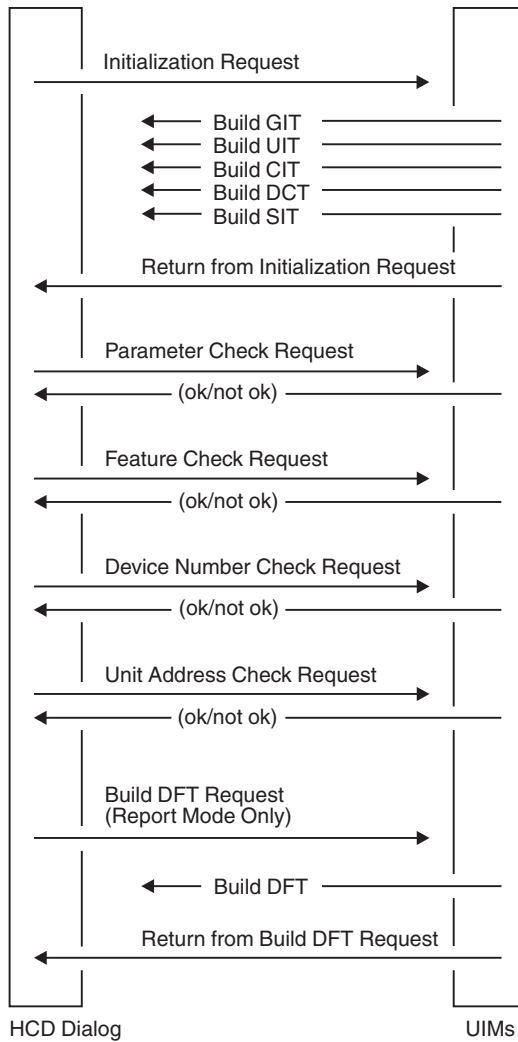 Initialization Request
Build GIT
Build UIT
Build CIT
Build DCT
Build SIT
Return from Initialization Request
Parameter Check Request
(ok/not ok)
Feature Check Request
(ok/not ok)
Device Number Check Request
(ok/not ok)
Unit Address Check Request
(ok/not ok)
Build DFT Request
(Report Mode Only)
Build DFT
Return from Build DFT Request
HCD Dialog
UIMs